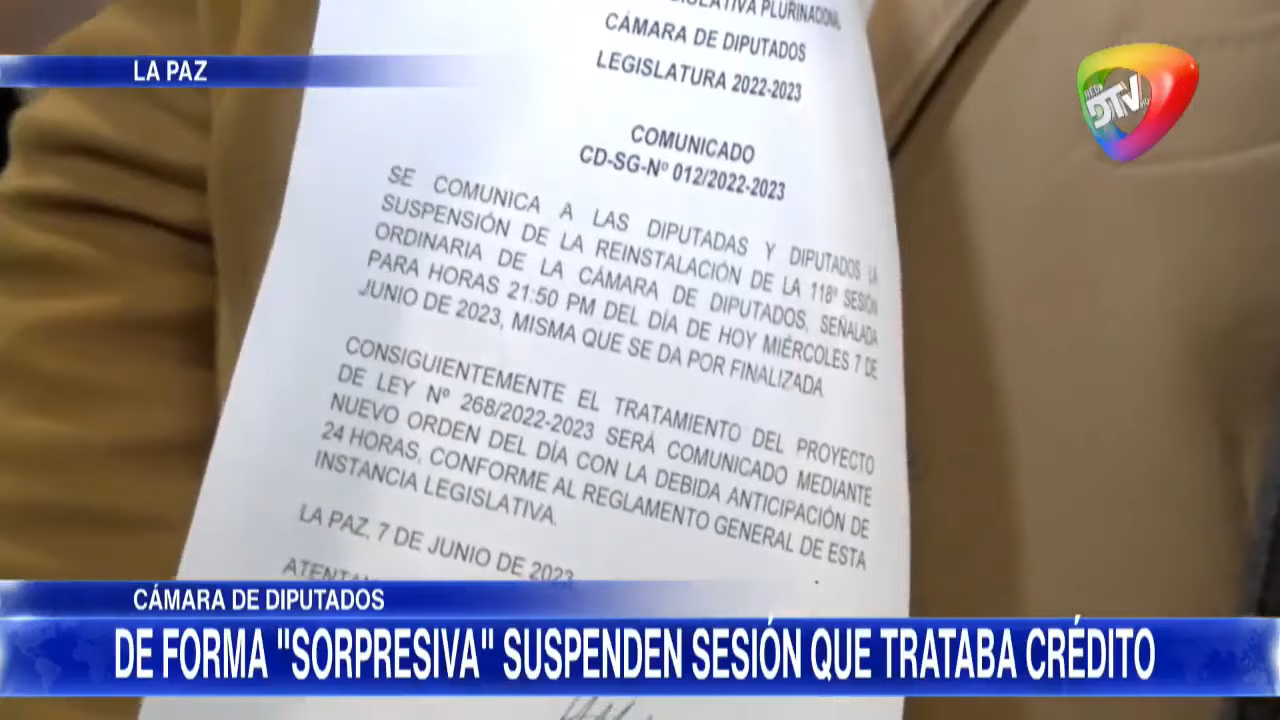 PLURINACIONAL
CÁMARA DE DIPUTADOS
LEGISLATURA 2022-2023
LA PAZ
RED
DTV
COMUNICADO
CD-SG-Nº 012/2022-2023
SE COMUNICA A LAS DIPUTADAS Y DIPUTADOS LA
SUSPENSIÓN DE LA REINSTALACIÓN DE LA 118ª SESIÓN
ORDINARIA DE LA CÁMARA DE DIPUTADOS, SEÑALADA
PARA HORAS 21:50 PM DEL DÍA DE HOY MIÉRCOLES 7 DE
JUNIO DE 2023, MISMA QUE SE DA POR FINALIZADA
CONSIGUIENTEMENTE EL TRATAMIENTO DEL PROYECTO
DE LEY Nº 268/2022-2023 SERÁ COMUNICADO MEDIANTE
NUEVO ORDEN DEL DÍA CON LA DEBIDA ANTICIPACIÓN DE
24 HORAS, CONFORME AL REGLAMENTO GENERAL DE ESTA
INSTANCIA LEGISLATIVA.
LA PAZ, 7 DE JUNIO DE 2023
CÁMARA DE DIPUTADOS
DE FORMA "SORPRESIVA" SUSPENDEN SESIÓN QUE TRATABA CRÉDITO